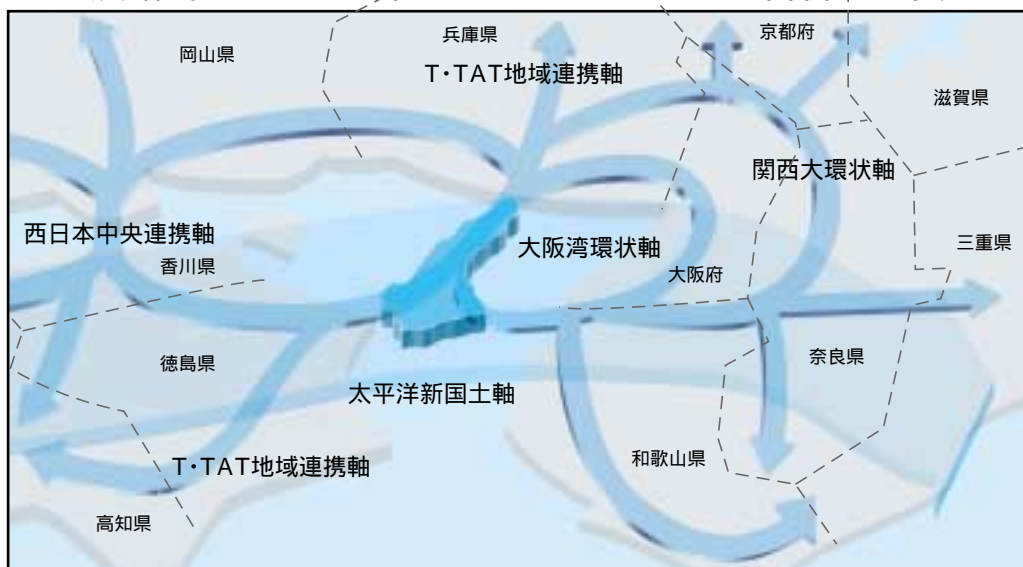 兵庫県
京都府
岡山県
T・TAT地域連携軸
滋賀県
関西大環状軸
西日本中央連携軸
大阪湾環状軸
三重県
香川県
大阪府
徳島県
奈良県
太平洋新国土軸
T・TAT地域連携軸
和歌山県
高知県